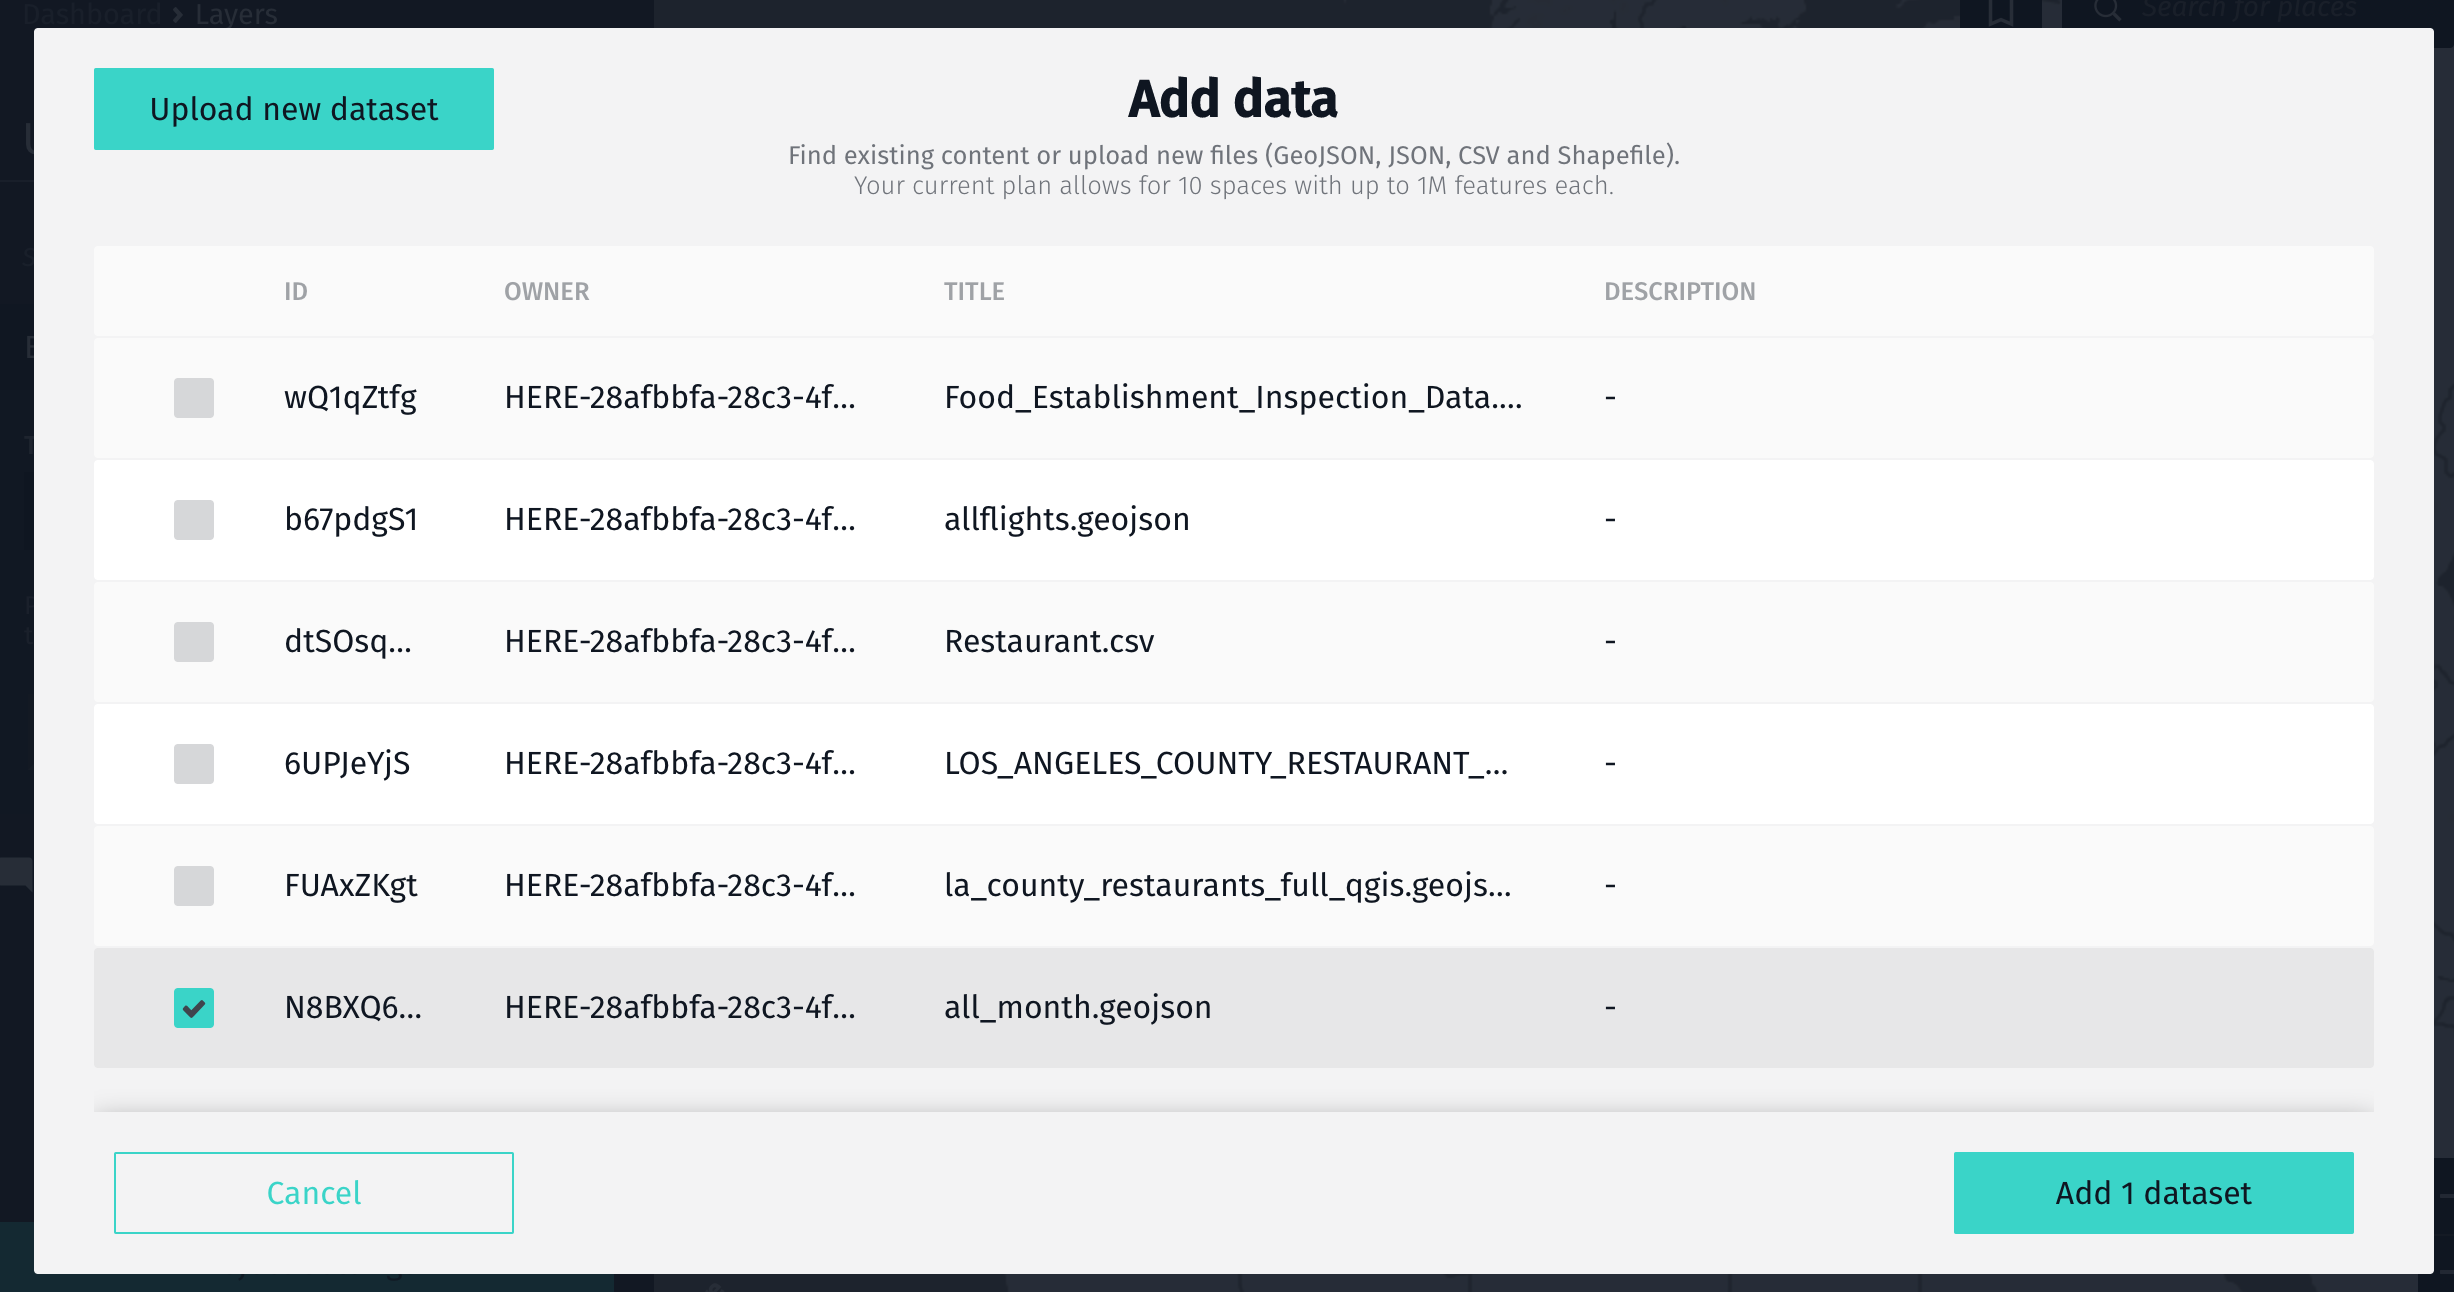 Dashboard > Layers
Search for places
Upload new dataset
Add data
Find existing content or upload new files (GeoJSON, JSON, CSV and Shapefile).
Your current plan allows for 10 spaces with up to 1M features each.
ID OWNER TITLE DESCRIPTION
wQ1qZtfg HERE-28afbbfa-28c3-4f... Food_Establishment_Inspection_Data.... -
b67pdgS1 HERE-28afbbfa-28c3-4f... allflights.geojson -
dtSOsq... HERE-28afbbfa-28c3-4f... Restaurant.csv -
6UPJeYjS HERE-28afbbfa-28c3-4f... LOS_ANGELES_COUNTY_RESTAURANT_... -
FUAxZKgt HERE-28afbbfa-28c3-4f... la_county_restaurants_full_qgis.geojs... -
N8BXQ6... HERE-28afbbfa-28c3-4f... all_month.geojson -
Cancel
Add 1 dataset